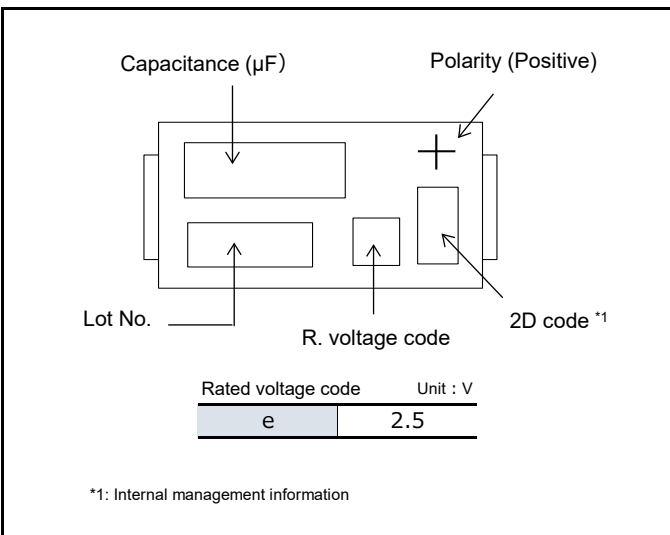 Capacitance (μF）
Polarity (Positive)
+
Lot No.
R. voltage code
2D code *1
Rated voltage code Unit：V
e 2.5
*1: Internal management information